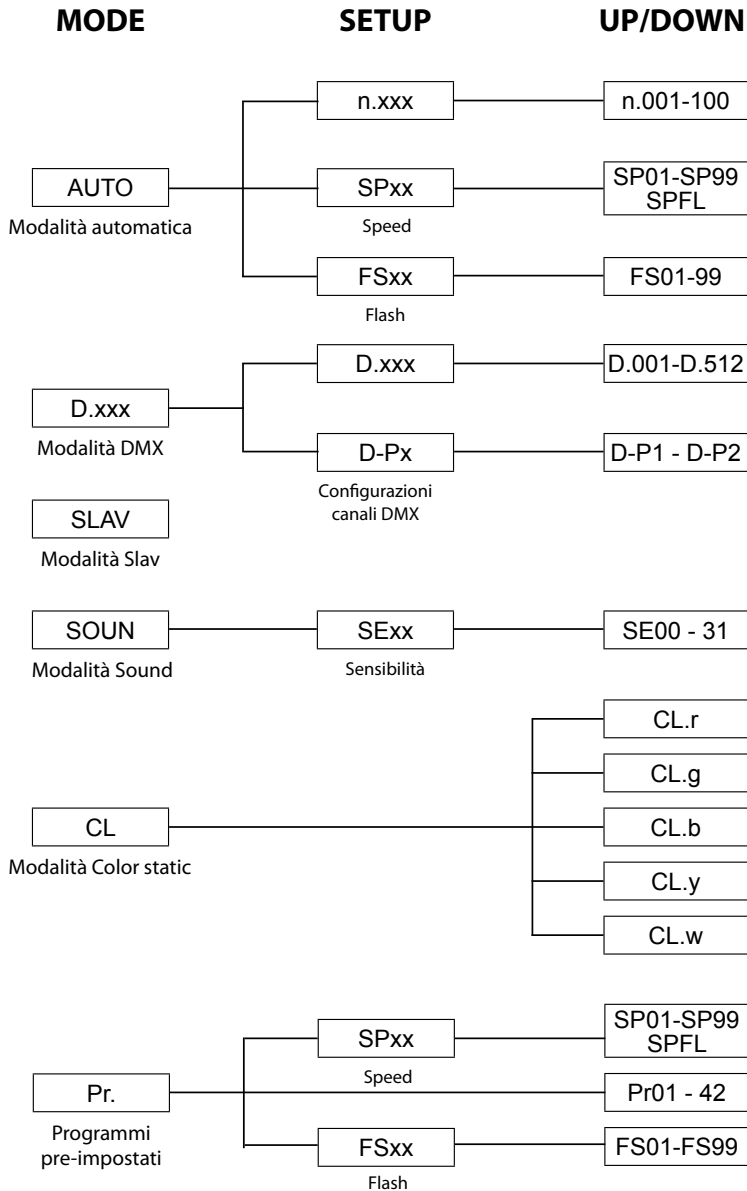 MODE SETUP UP/DOWN
n.xxx n.001-100
AUTO SPxx SP01-SP99
SPFL
Modalità automatica Speed
FSxx FS01-99
Flash
D.xxx D.001-D.512
D.xxx
Modalità DMX D-Px D-P1 - D-P2
Configurazioni
canali DMX
SLAV
Modalità Slav
SOUN SExx SE00 - 31
Modalità Sound Sensibilità
CL.r
CL.g
CL CL.b
Modalità Color static
CL.y
CL.w
SPxx SP01-SP99
SPFL
Speed
Pr. Pr01 - 42
Programmi
pre-impostati
FSxx FS01-FS99
Flash